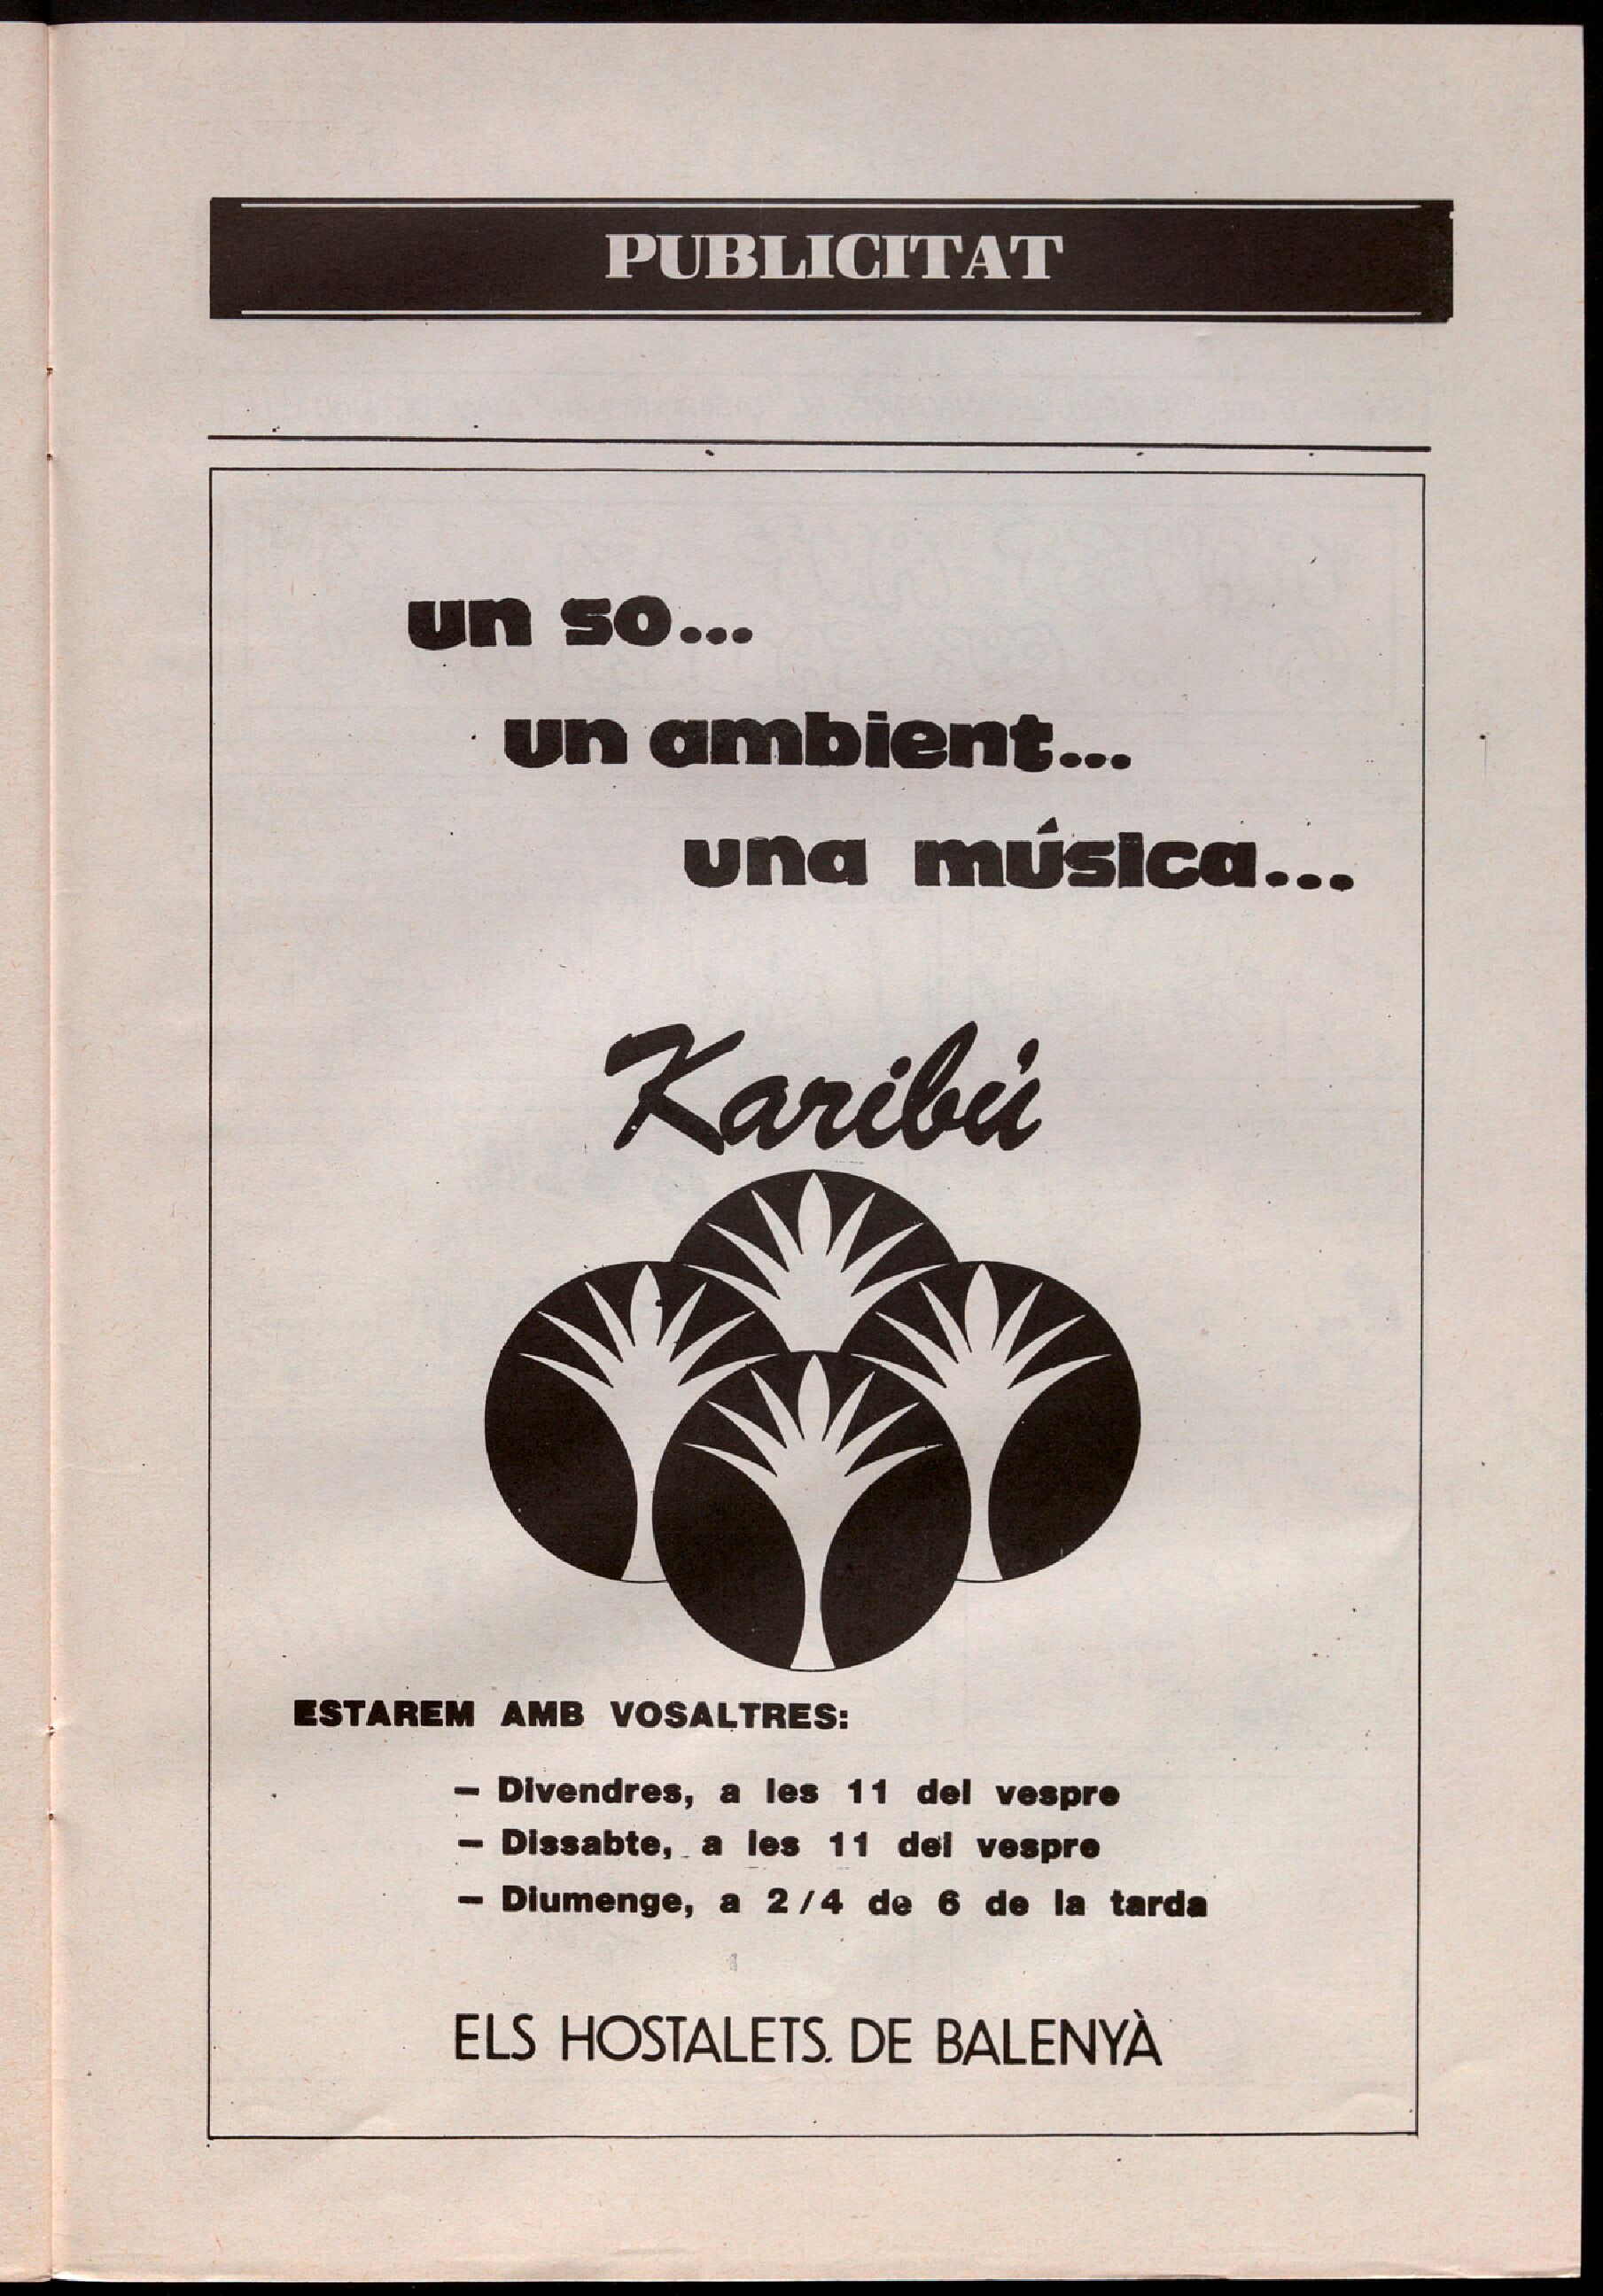 PUBLICITAT
un so...
un ambient...
una música...
Karibú
ESTAREM AMB VOSALTRES:
— Divendres, a les 11 del vespre
— Dissabte, a les 11 del vespre
— Diumenge, a 2/4 de 6 de la tarda
ELS HOSTALETS DE BALENYÀ